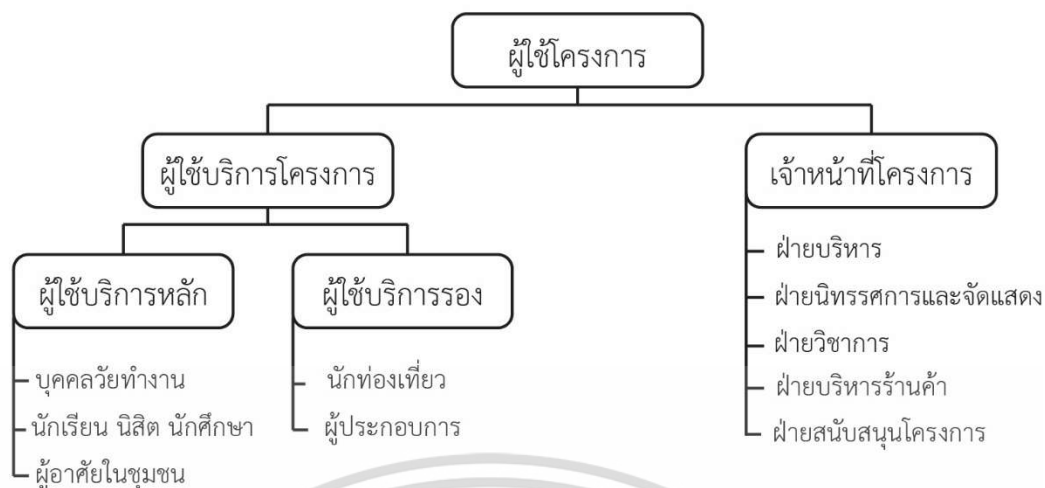 ผู้ใช้โครงการ
ผู้ใช้บริการโครงการ
เจ้าหน้าที่โครงการ
ผู้ใช้บริการหลัก
ผู้ใช้บริการรอง
บุคคลวัยทำงาน
นักเรียน นิสิต นักศึกษา
ผู้อาศัยในชุมชน
นักท่องเที่ยว
ผู้ประกอบการ
ฝ่ายบริหาร
ฝ่ายนิทรรศการและจัดแสดง
ฝ่ายวิชาการ
ฝ่ายบริหารร้านค้า
ฝ่ายสนับสนุนโครงการ